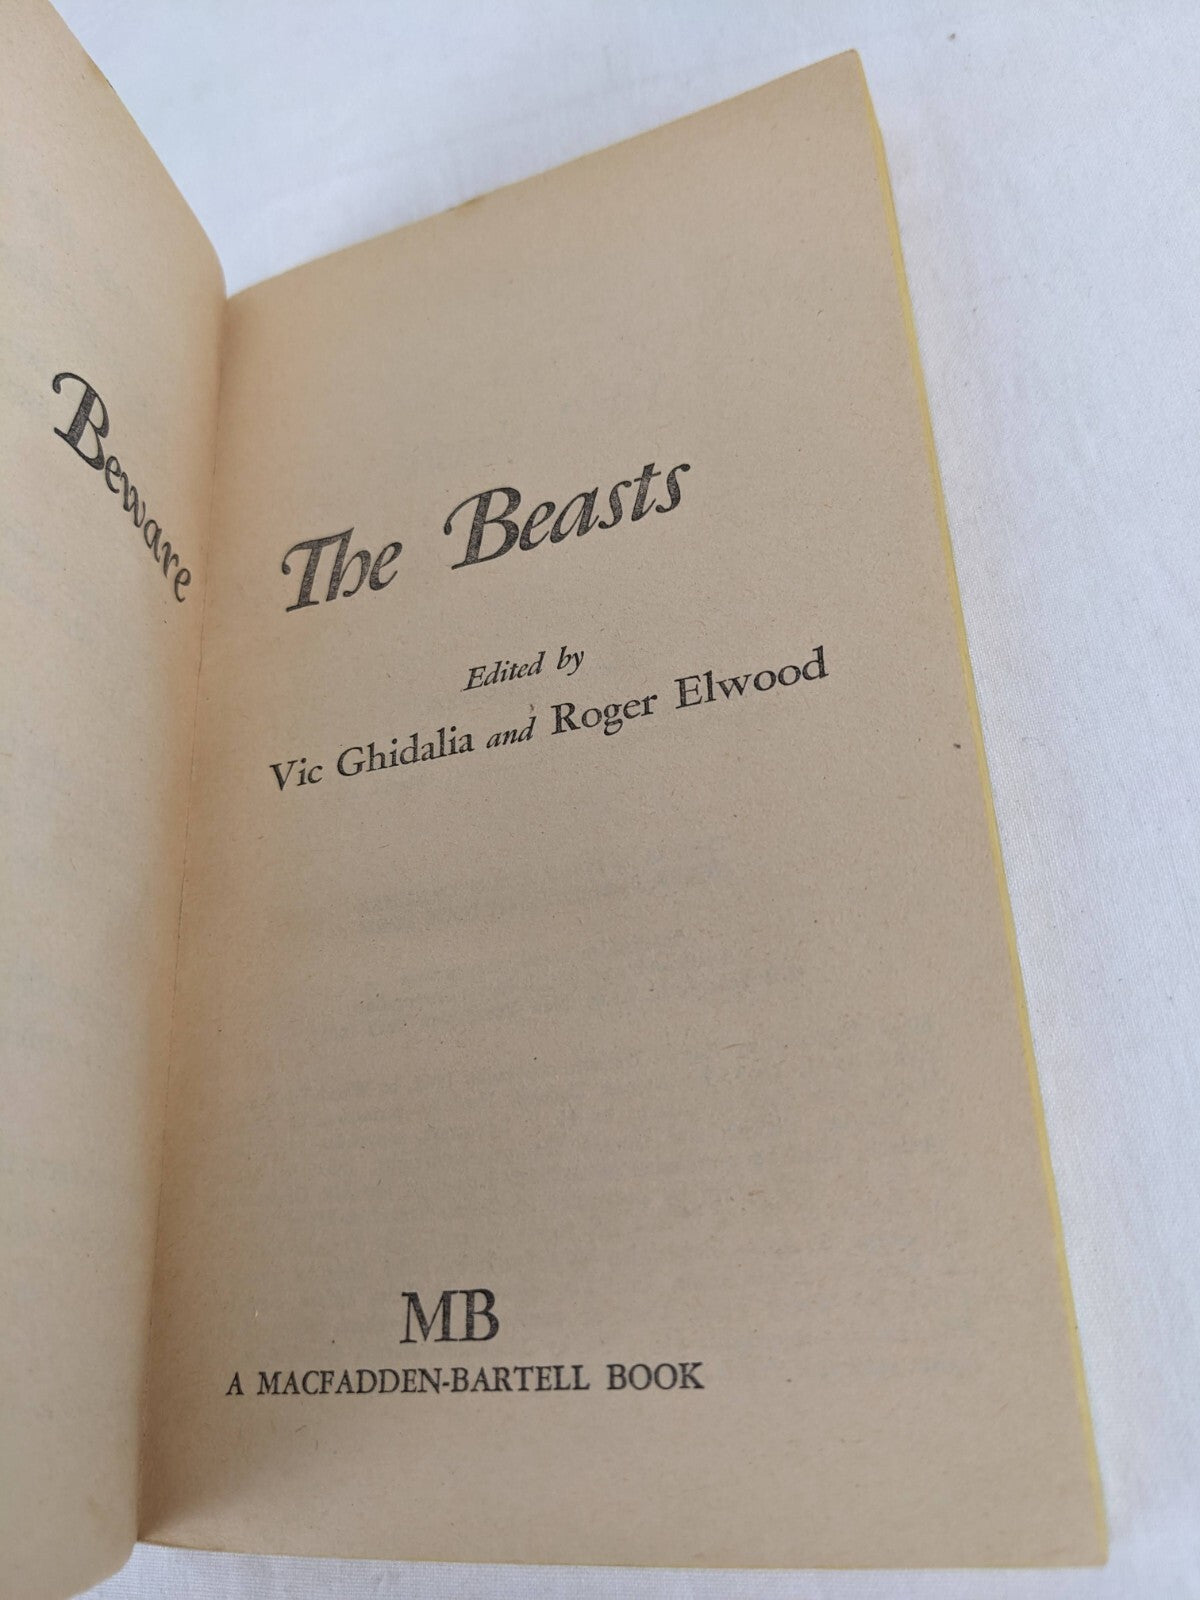 Beware
The Beasts
Edited by
Vic Ghidalia and Roger Elwood
MB
A MACFADDEN-BARTELL BOOK